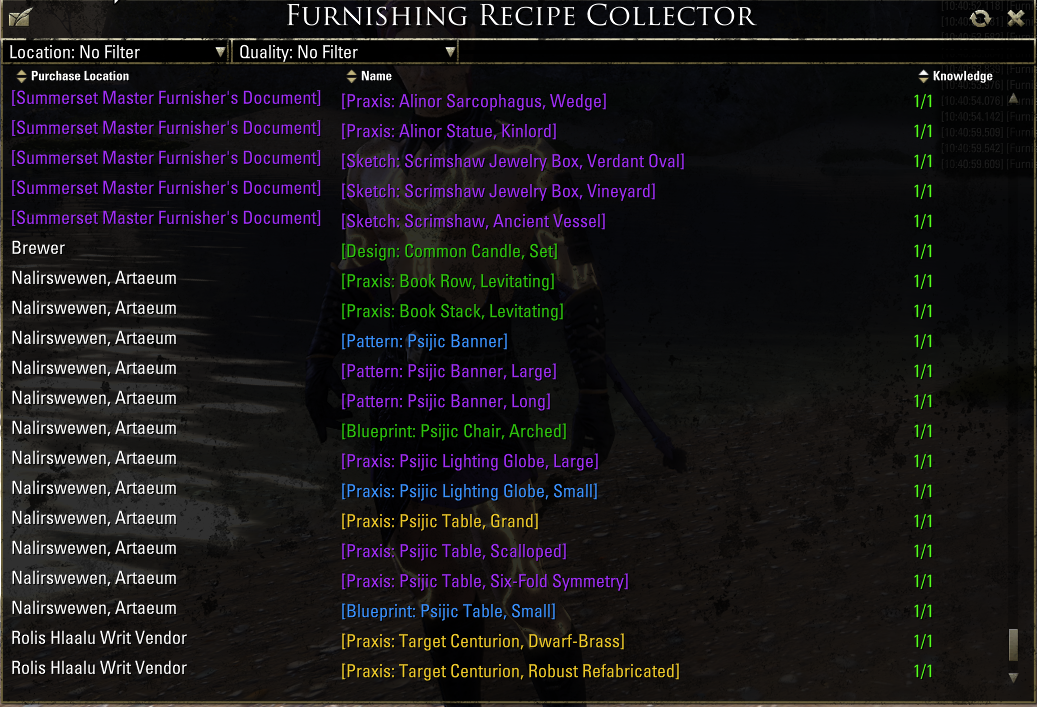 Furnishing Recipe Collector
Location: No Filter Quality: No Filter
Purchase Location Name Knowledge
[Summerset Master Furnisher's Document] [Praxis: Alinor Sarcophagus, Wedge] 1/1
[Summerset Master Furnisher's Document] [Praxis: Alinor Statue, Kinlord] 1/1
[Summerset Master Furnisher's Document] [Sketch: Scrimshaw Jewelry Box, Verdant Oval] 1/1
[Summerset Master Furnisher's Document] [Sketch: Scrimshaw Jewelry Box, Vineyard] 1/1
[Summerset Master Furnisher's Document] [Sketch: Scrimshaw, Ancient Vessel] 1/1
Brewer [Design: Common Candle, Set] 1/1
Nalirswewen, Artaeum [Praxis: Book Row, Levitating] 1/1
Nalirswewen, Artaeum [Praxis: Book Stack, Levitating] 1/1
Nalirswewen, Artaeum [Pattern: Psijic Banner] 1/1
Nalirswewen, Artaeum [Pattern: Psijic Banner, Large] 1/1
Nalirswewen, Artaeum [Pattern: Psijic Banner, Long] 1/1
Nalirswewen, Artaeum [Blueprint: Psijic Chair, Arched] 1/1
Nalirswewen, Artaeum [Praxis: Psijic Lighting Globe, Large] 1/1
Nalirswewen, Artaeum [Praxis: Psijic Lighting Globe, Small] 1/1
Nalirswewen, Artaeum [Praxis: Psijic Table, Grand] 1/1
Nalirswewen, Artaeum [Praxis: Psijic Table, Scalloped] 1/1
Nalirswewen, Artaeum [Praxis: Psijic Table, Six-Fold Symmetry] 1/1
Nalirswewen, Artaeum [Blueprint: Psijic Table, Small] 1/1
Rolis Hlaalu Writ Vendor [Praxis: Target Centurion, Dwarf-Brass] 1/1
Rolis Hlaalu Writ Vendor [Praxis: Target Centurion, Robust Refabricated] 1/1